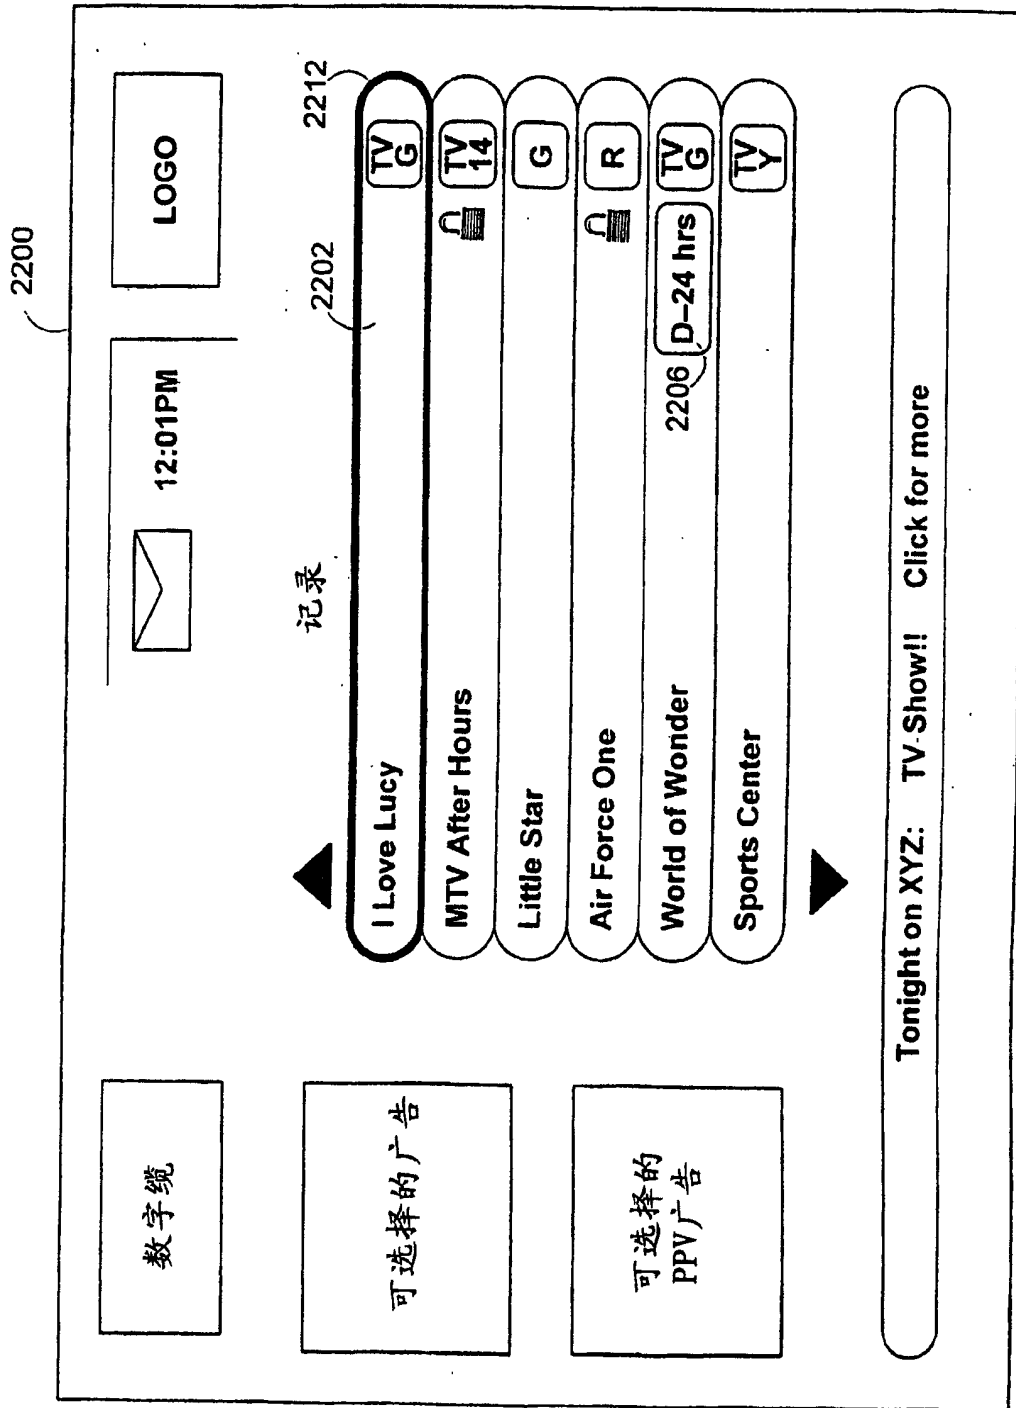 2200
数字缆
12:01PM
LOGO
记录
2212
2202
可选择的广告
可选择的
PPV广告
I Love Lucy
TV
G
MTV After Hours
TV
14
Little Star
G
Air Force One
R
World of Wonder
2206
D–24 hrs
TV
G
Sports Center
TV
Y
Tonight on XYZ: TV-Show!! Click for more